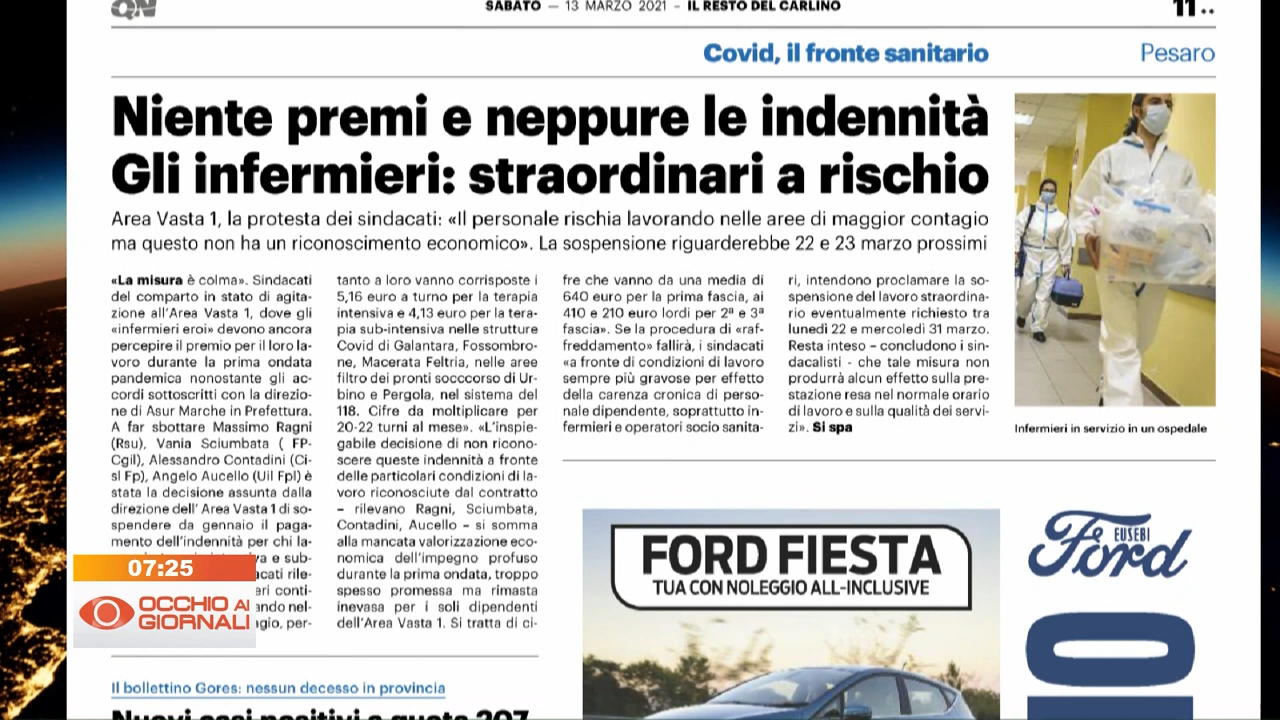 QN
SABATO — 13 MARZO 2021 – IL RESTO DEL CARLINO
11 ••
Covid, il fronte sanitario
Pesaro
Niente premi e neppure le indennità
Gli infermieri: straordinari a rischio
Area Vasta 1, la protesta dei sindacati: «Il personale rischia lavorando nelle aree di maggior contagio
ma questo non ha un riconoscimento economico». La sospensione riguarderebbe 22 e 23 marzo prossimi
«La misura è colma». Sindacati
del comparto in stato di agita-
zione all'Area Vasta 1, dove gli
«infermieri eroi» devono ancora
percepire il premio per il loro la-
voro durante la prima ondata
pandemica nonostante gli ac-
cordi sottoscritti con la direzio-
ne di Asur Marche in Prefettura.
A far sbottare Massimo Ragni
(Rsu), Vania Sciumbata ( FP-
Cgil), Alessandro Contadini (Ci-
sl Fp), Angelo Aucello (Uil Fpl) è
stata la decisione assunta dalla
direzione dell' Area Vasta 1 di so-
spendere da gennaio il paga-
mento dell'indennità per chi la-
va e sub-
acati rile-
eri conti-
ando nel-
agio, per-
tanto a loro vanno corrisposte i
5,16 euro a turno per la terapia
intensiva e 4,13 euro per la tera-
pia sub-intensiva nelle strutture
Covid di Galantara, Fossombro-
ne, Macerata Feltria, nelle aree
filtro dei pronti socccorso di Ur-
bino e Pergola, nel sistema del
118. Cifre da moltiplicare per
20-22 turni al mese». «L'inspie-
gabile decisione di non ricono-
scere queste indennità a fronte
delle particolari condizioni di la-
voro riconosciute dal contratto
– rilevano Ragni, Sciumbata,
Contadini, Aucello – si somma
alla mancata valorizzazione eco-
nomica dell'impegno profuso
durante la prima ondata, troppo
spesso promessa ma rimasta
inevasa per i soli dipendenti
dell'Area Vasta 1. Si tratta di ci-
fre che vanno da una media di
640 euro per la prima fascia, ai
410 e 210 euro lordi per 2ª e 3ª
fascia». Se la procedura di «raf-
freddamento» fallirà, i sindacati
«a fronte di condizioni di lavoro
sempre più gravose per effetto
della carenza cronica di perso-
nale dipendente, soprattutto in-
fermieri e operatori socio sanita-
ri, intendono proclamare la so-
spensione del lavoro straordina-
rio eventualmente richiesto tra
lunedì 22 e mercoledì 31 marzo.
Resta inteso – concludono i sin-
dacalisti - che tale misura non
produrrà alcun effetto sulla pre-
stazione resa nel normale orario
di lavoro e sulla qualità dei servi-
zi». Si spa
Infermieri in servizio in un ospedale
07:25
OCCHIO AI
GIORNALI
Il bollettino Gores: nessun decesso in provincia
Nuovi casi positivi a quota 207
FORD FIESTA
TUA CON NOLEGGIO ALL-INCLUSIVE
EUSEBI
Ford